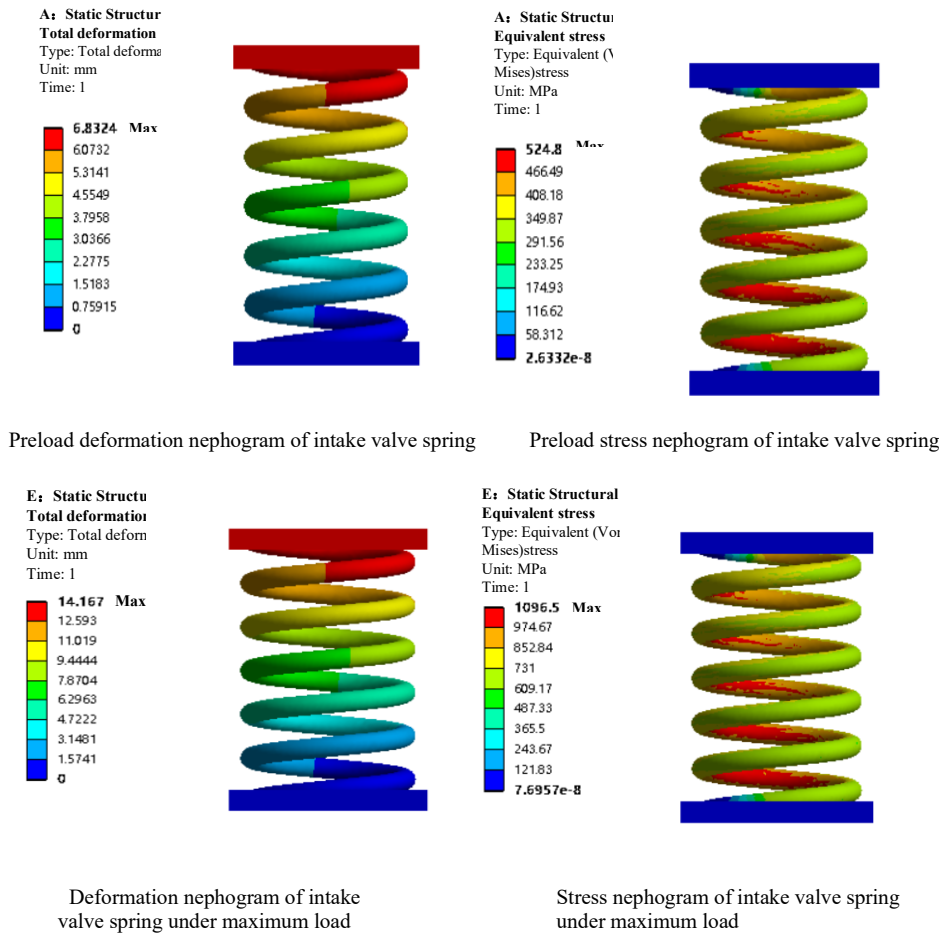 A: Static Structur
Total deformation
Type: Total deforma
Unit: mm
Time: 1
6.8324 Max
6.0732
5.3141
4.5549
3.7958
3.0366
2.2775
1.5183
0.75915
0
A: Static Structur
Equivalent stress
Type: Equivalent (V
Mises)stress
Unit: MPa
Time: 1
524.8 Max
466.49
408.18
349.87
291.56
233.25
174.93
116.62
58.312
2.6332e-8
Preload deformation nephogram of intake valve spring
Preload stress nephogram of intake valve spring
E: Static Structu
Total deformation
Type: Total deforn
Unit: mm
Time: 1
14.167 Max
12.593
11.019
9.4444
7.8704
6.2963
4.7222
3.1481
1.5741
0
E: Static Structural
Equivalent stress
Type: Equivalent (Von
Mises)stress
Unit: MPa
Time: 1
1096.5 Max
974.67
852.84
731
609.17
487.33
365.5
243.67
121.83
7.6957e-8
Deformation nephogram of intake
valve spring under maximum load
Stress nephogram of intake valve spring
under maximum load